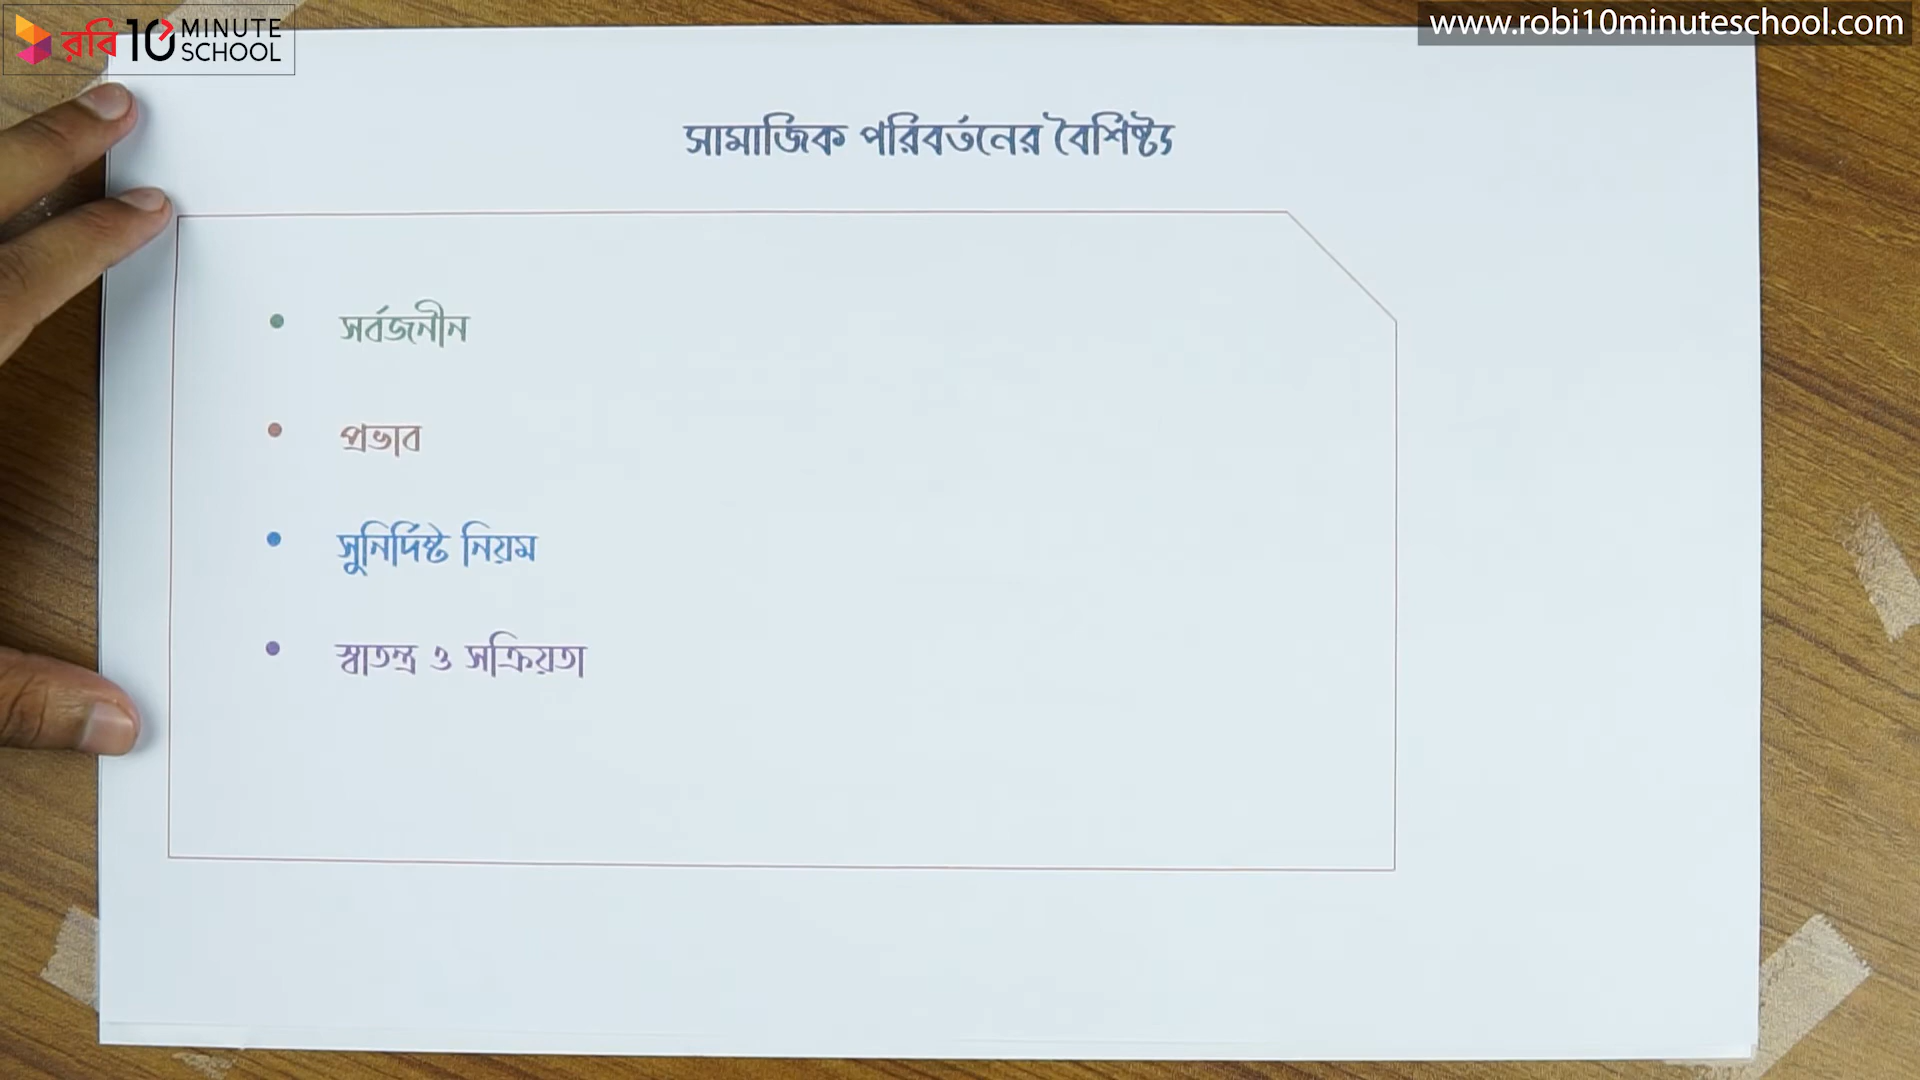 রবি 10 MINUTE SCHOOL
www.robi10minuteschool.com
সামাজিক পরিবর্তনের বৈশিষ্ট্য
• সর্বজনীন
• প্রভাব
• সুনির্দিষ্ট নিয়ম
• স্বাতন্ত্র ও সক্রিয়তা